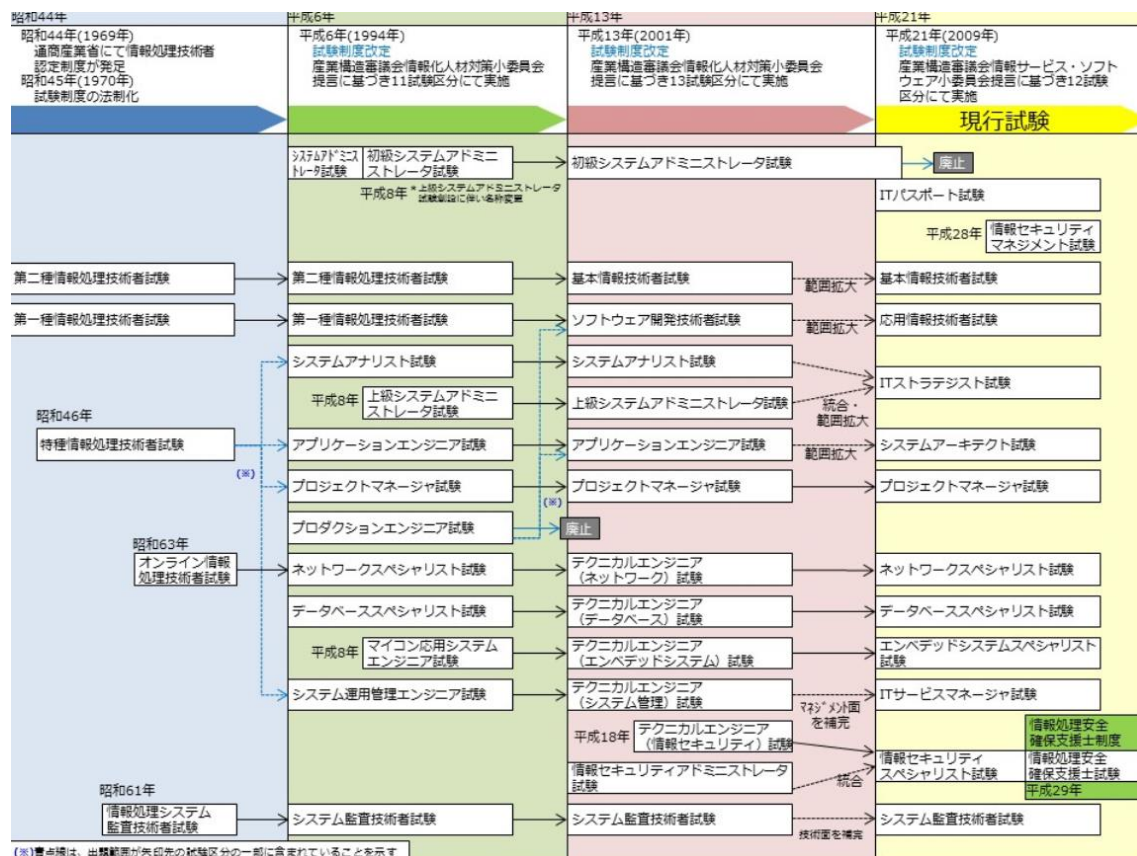 昭和44年
平成6年
平成13年
平成21年
昭和44年(1969年)
通商産業省にて情報処理技術者
認定制度が発足
昭和45年(1970年)
試験制度の法制化
平成6年(1994年)
試験制度改定
産業構造審議会情報化人材対策小委員会
提言に基づき11試験区分にて実施
平成13年(2001年)
試験制度改定
産業構造審議会情報化人材対策小委員会
提言に基づき13試験区分にて実施
平成21年(2009年)
試験制度改定
産業構造審議会情報サービス・ソフト
ウェア小委員会提言に基づき12試験
区分にて実施
現行試験
システムアドミニス
トレータ試験
初級システムアドミニ
ストレータ試験
初級システムアドミニストレータ試験
廃止
平成8年
*上級システムアドミニストレータ
試験創設に伴い名称変更
ITパスポート試験
平成28年
情報セキュリティ
マネジメント試験
第二種情報処理技術者試験
第二種情報処理技術者試験
基本情報技術者試験
範囲拡大
基本情報技術者試験
第一種情報処理技術者試験
第一種情報処理技術者試験
ソフトウェア開発技術者試験
範囲拡大
応用情報技術者試験
システムアナリスト試験
システムアナリスト試験
ITストラテジスト試験
平成8年
上級システムアドミニ
ストレータ試験
上級システムアドミニストレータ試験
統合・
範囲拡大
昭和46年
特種情報処理技術者試験
(※)
アプリケーションエンジニア試験
アプリケーションエンジニア試験
範囲拡大
システムアーキテクト試験
プロジェクトマネージャ試験
(※)
プロジェクトマネージャ試験
プロジェクトマネージャ試験
プロダクションエンジニア試験
廃止
昭和63年
オンライン情報
処理技術者試験
ネットワークスペシャリスト試験
テクニカルエンジニア
(ネットワーク)試験
ネットワークスペシャリスト試験
データベーススペシャリスト試験
テクニカルエンジニア
(データベース)試験
データベーススペシャリスト試験
平成8年
マイコン応用システム
エンジニア試験
テクニカルエンジニア
(エンベデッドシステム)試験
エンベデッドシステムスペシャリスト
試験
システム運用管理エンジニア試験
テクニカルエンジニア
(システム管理)試験
マネジメント面
を補完
ITサービスマネージャ試験
平成18年
テクニカルエンジニア
(情報セキュリティ)試験
情報処理安全
確保支援士制度
情報セキュリティアドミニストレータ
試験
統合
情報セキュリティ
スペシャリスト試験
情報処理安全
確保支援士試験
平成29年
昭和61年
情報処理システム
監査技術者試験
システム監査技術者試験
システム監査技術者試験
技術面を補完
システム監査技術者試験
(※)青点線は、出題範囲が矢印先の試験区分の一部に含まれていることを示す